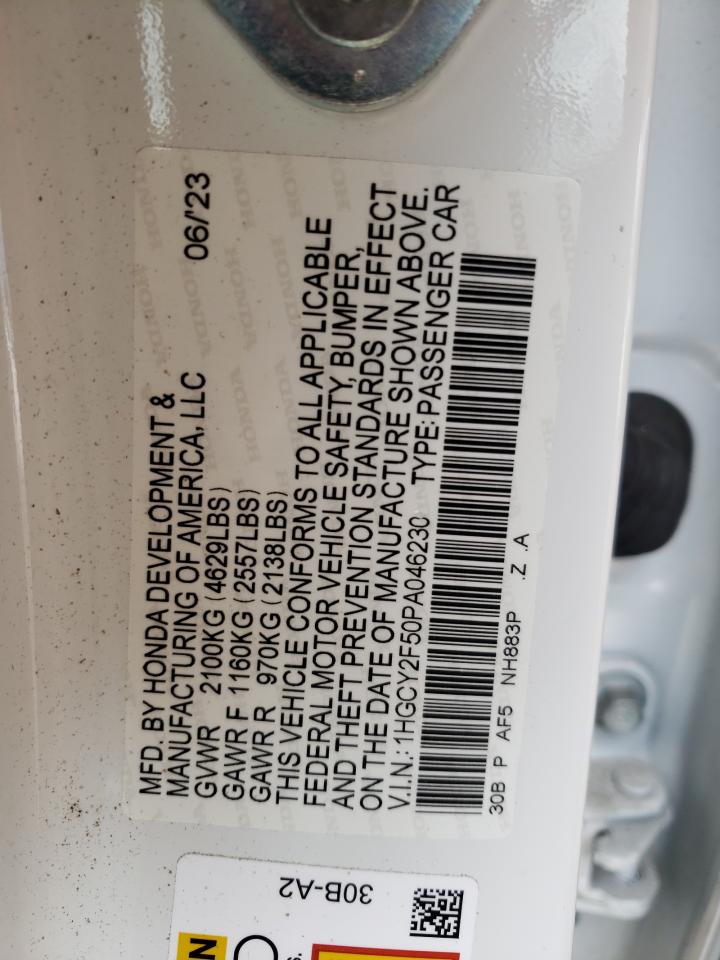 MFD. BY HONDA DEVELOPMENT &
MANUFACTURING OF AMERICA, LLC 06/'23
GVWR 2100KG (4629LBS)
GAWR F 1160KG (2557LBS)
GAWR R 970KG (2138LBS)
THIS VEHICLE CONFORMS TO ALL APPLICABLE
FEDERAL MOTOR VEHICLE SAFETY, BUMPER,
AND THEFT PREVENTION STANDARDS IN EFFECT
ON THE DATE OF MANUFACTURE SHOWN ABOVE.
V.I.N.: 1HGCY2F50PA046230 TYPE: PASSENGER CAR
30B P AF5 NH883P .Z .A
30B-A2